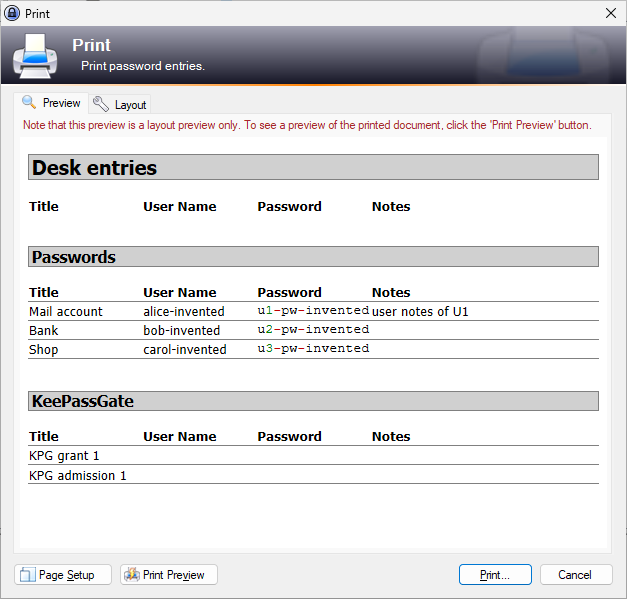 Print
Print
Print password entries.
Preview Layout
Note that this preview is a layout preview only. To see a preview of the printed document, click the 'Print Preview' button.
Desk entries
Title User Name Password Notes
Passwords
Title User Name Password Notes
Mail account alice-invented u1-pw-invented user notes of U1
Bank bob-invented u2-pw-invented
Shop carol-invented u3-pw-invented
KeePassGate
Title User Name Password Notes
KPG grant 1
KPG admission 1
Page Setup Print Preview Print... Cancel